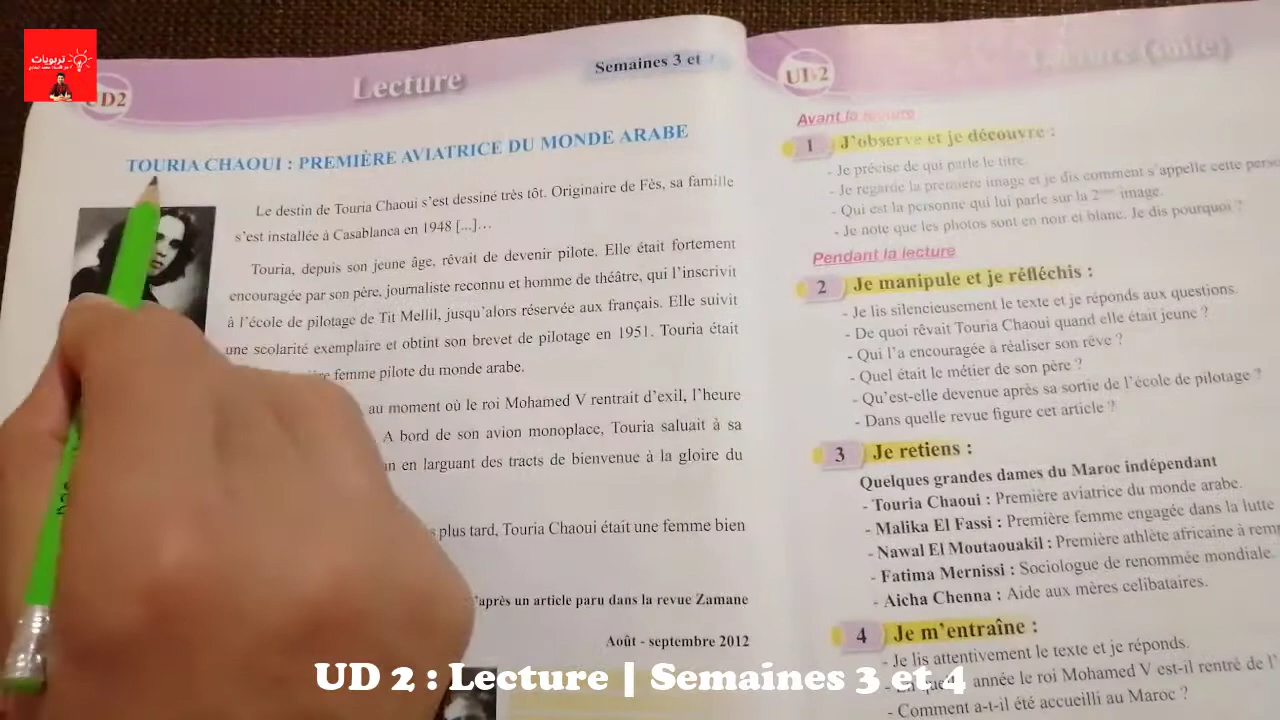 تربويات
UD2
Lecture
Semaines 3 et
TOURIA CHAOUI : PREMIÈRE AVIATRICE DU MONDE ARABE
Le destin de Touria Chaoui s'est dessiné très tôt. Originaire de Fès, sa famille
s'est installée à Casablanca en 1948 [...]…
Touria, depuis son jeune âge, rêvait de devenir pilote. Elle était fortement
encouragée par son père, journaliste reconnu et homme de théâtre, qui l'inscrivit
à l'école de pilotage de Tit Mellil, jusqu'alors réservée aux français. Elle suivit
une scolarité exemplaire et obtint son brevet de pilotage en 1951. Touria était
femme pilote du monde arabe.
au moment où le roi Mohamed V rentrait d'exil, l'heure
A bord de son avion monoplace, Touria saluait à sa
en larguant des tracts de bienvenue à la gloire du
plus tard, Touria Chaoui était une femme bien
'après un article paru dans la revue Zamane
Août - septembre 2012
UD 2
Lecture (suite)
Avant la lecture
1 J'observe et je découvre :
- Je précise de qui parle le titre.
- Je regarde la première image et je dis comment s'appelle cette
- Qui est la personne qui lui parle sur la 2ème image.
- Je note que les photos sont en noir et blanc. Je dis pourquoi ?
Pendant la lecture
2 Je manipule et je réfléchis :
- Je lis silencieusement le texte et je réponds aux questions.
- De quoi rêvait Touria Chaoui quand elle était jeune ?
- Qui l'a encouragée à réaliser son rêve ?
- Quel était le métier de son père ?
- Qu'est-elle devenue après sa sortie de l'école de pilotage ?
- Dans quelle revue figure cet article ?
3 Je retiens :
Quelques grandes dames du Maroc indépendant
- Touria Chaoui : Première aviatrice du monde arabe.
- Malika El Fassi : Première femme engagée dans la lutte
- Nawal El Moutaouakil : Première athlète africaine à
- Fatima Mernissi : Sociologue de renommée mondiale.
- Aicha Chenna : Aide aux mères celibataires.
4 Je m'entraîne :
- Je lis attentivement le texte et je réponds.
année le roi Mohamed V est-il rentré de
- Comment a-t-il été accueilli au Maroc ?
UD 2 : Lecture | Semaines 3 et 4